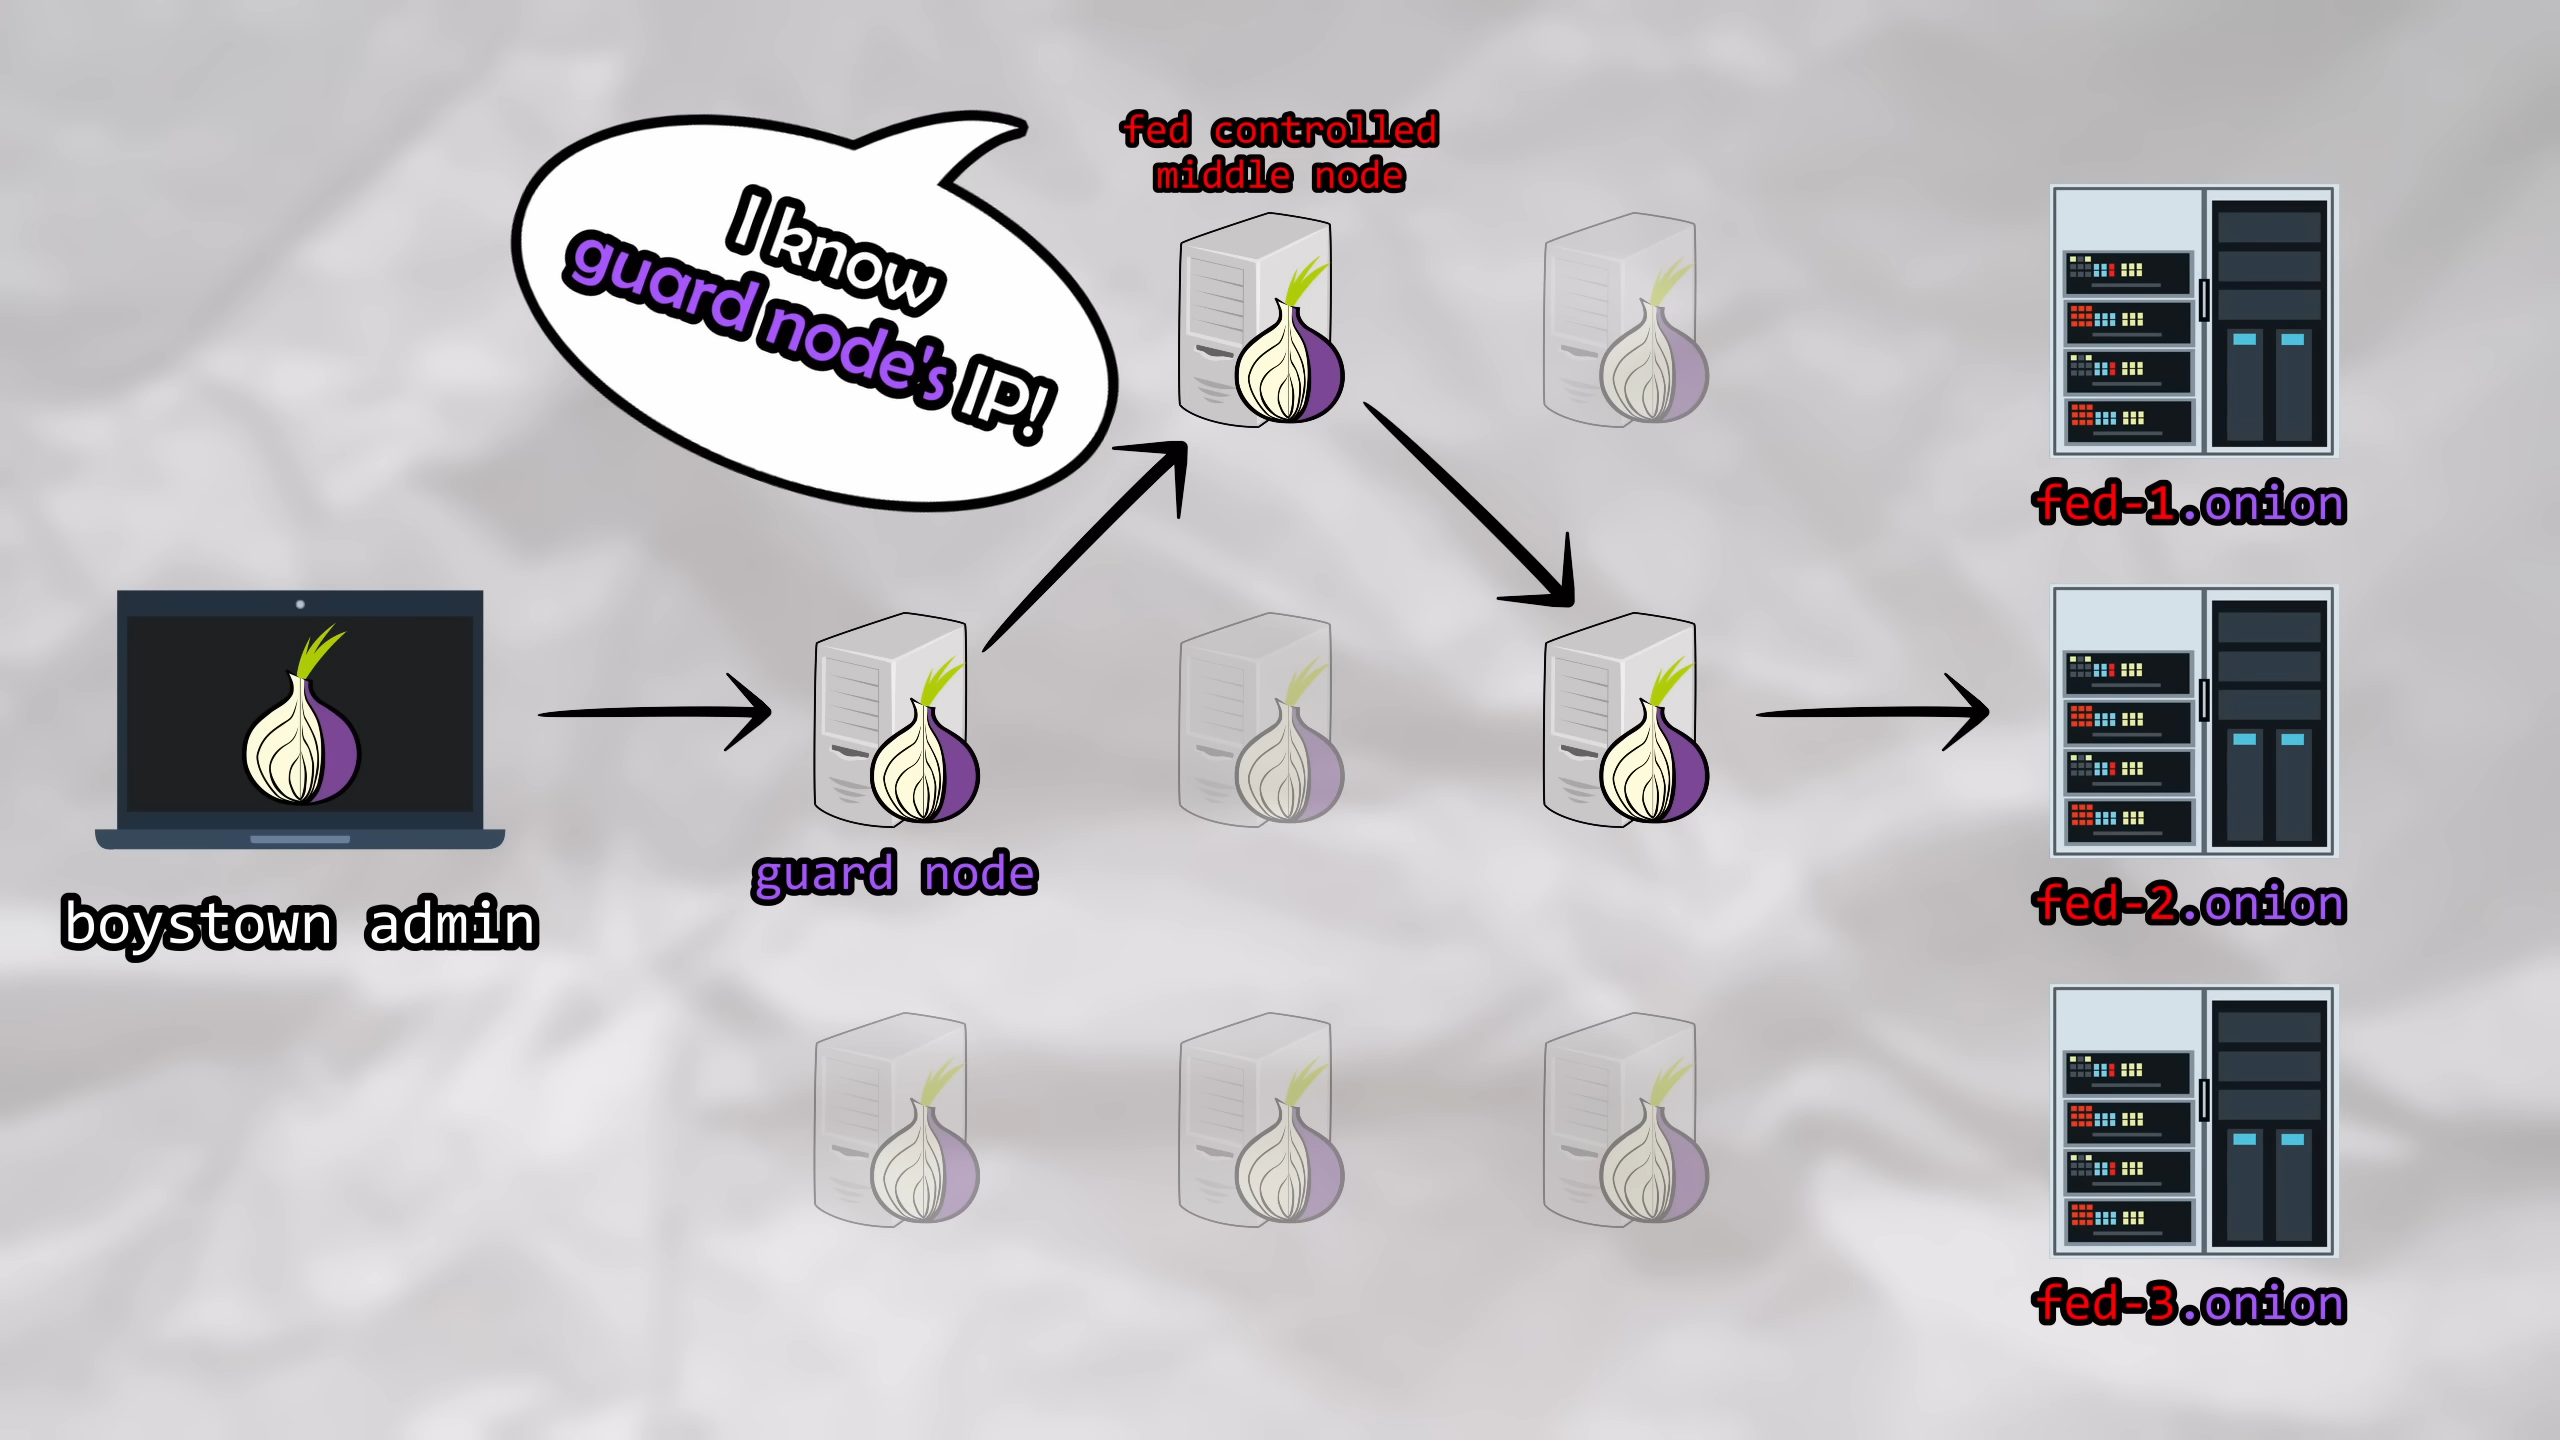 fed controlled
middle node
I know
guard node's IP!
fed-1.onion
boystown admin
guard node
fed-2.onion
fed-3.onion